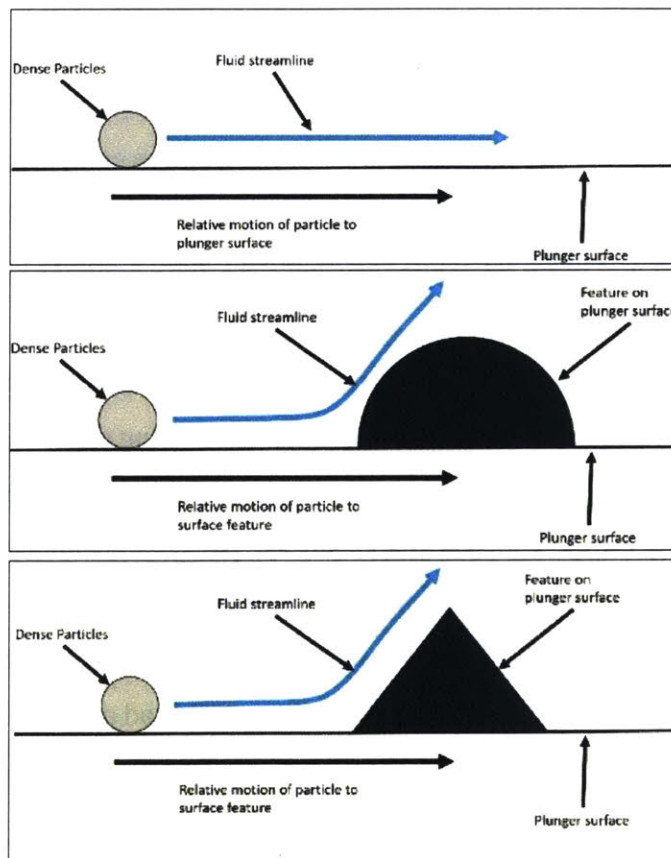 Dense Particles
Fluid streamline
Relative motion of particle to
plunger surface
Plunger surface
Dense Particles
Fluid streamline
Feature on
plunger surface
Relative motion of particle to
surface feature
Plunger surface
Dense Particles
Fluid streamline
Feature on
plunger surface
Relative motion of particle to
surface feature
Plunger surface